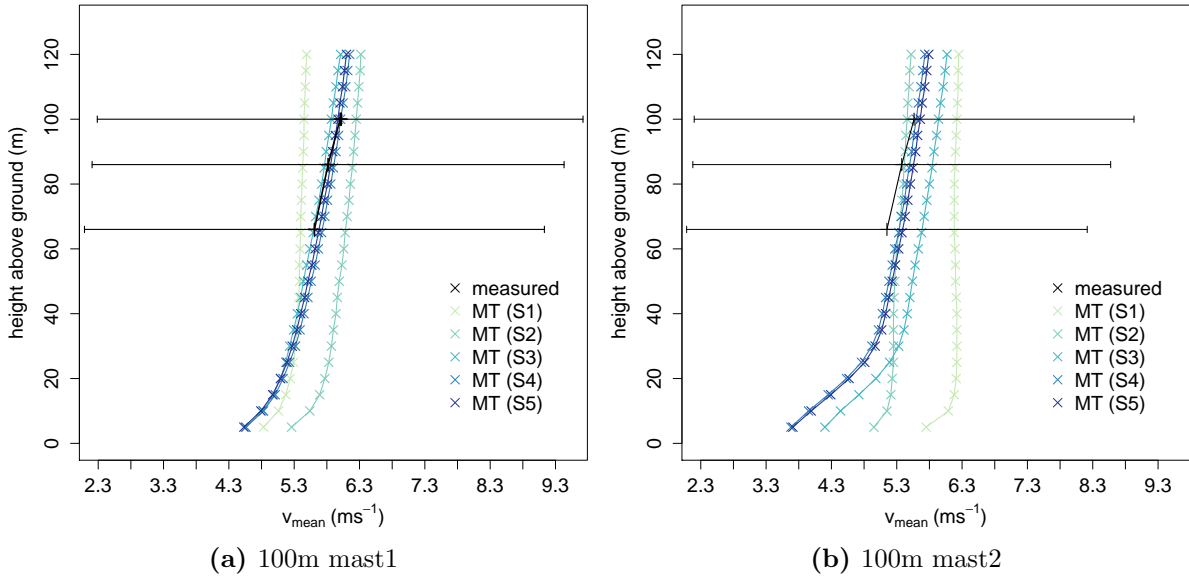 height above ground (m)
120
100
80
60
40
20
0
2.3 3.3 4.3 5.3 6.3 7.3 8.3 9.3
v_mean (ms⁻¹)
measured
MT (S1)
MT (S2)
MT (S3)
MT (S4)
MT (S5)
(a) 100m mast1
height above ground (m)
120
100
80
60
40
20
0
2.3 3.3 4.3 5.3 6.3 7.3 8.3 9.3
v_mean (ms⁻¹)
measured
MT (S1)
MT (S2)
MT (S3)
MT (S4)
MT (S5)
(b) 100m mast2